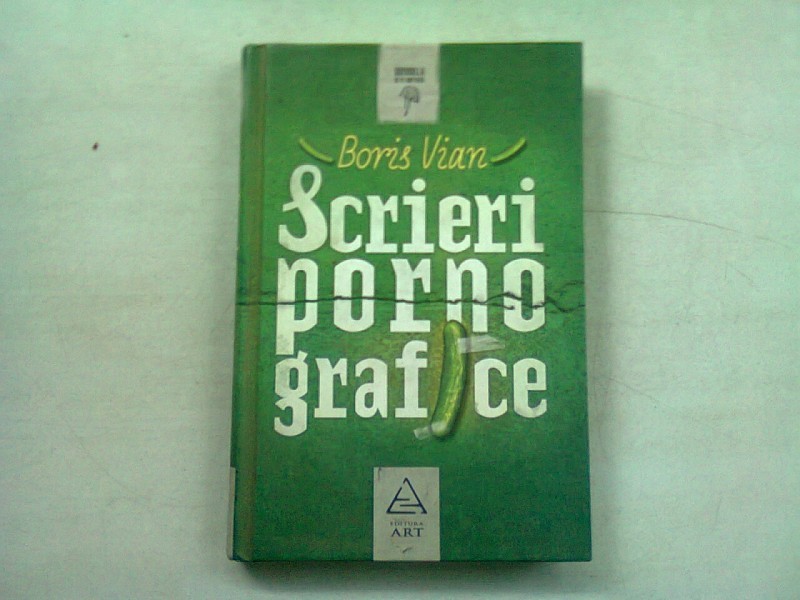 Boris Vian
Scrieri
porno
grafice
EDITURA
ART